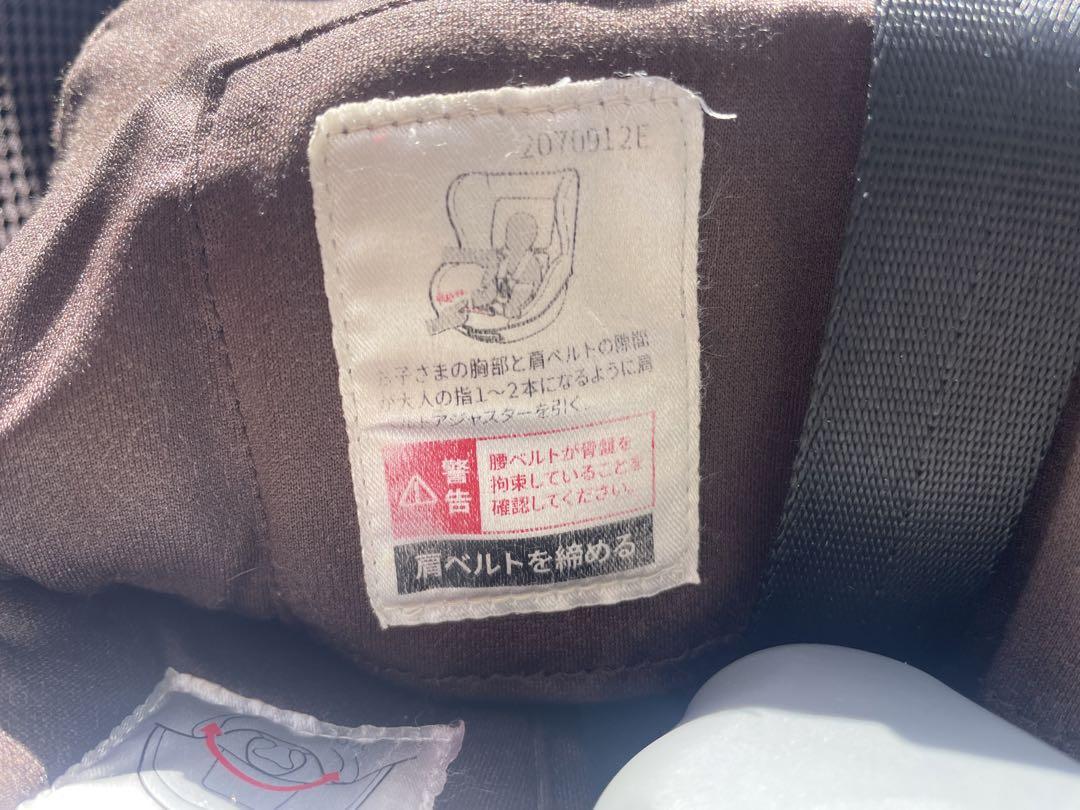 2070912E
お子さまの胸部と肩ベルトの隙間
が大人の指1〜2本になるように肩
ベルトアジャスターを引く。
警告
腰ベルトが骨盤を
拘束していることを
確認してください。
肩ベルトを締める